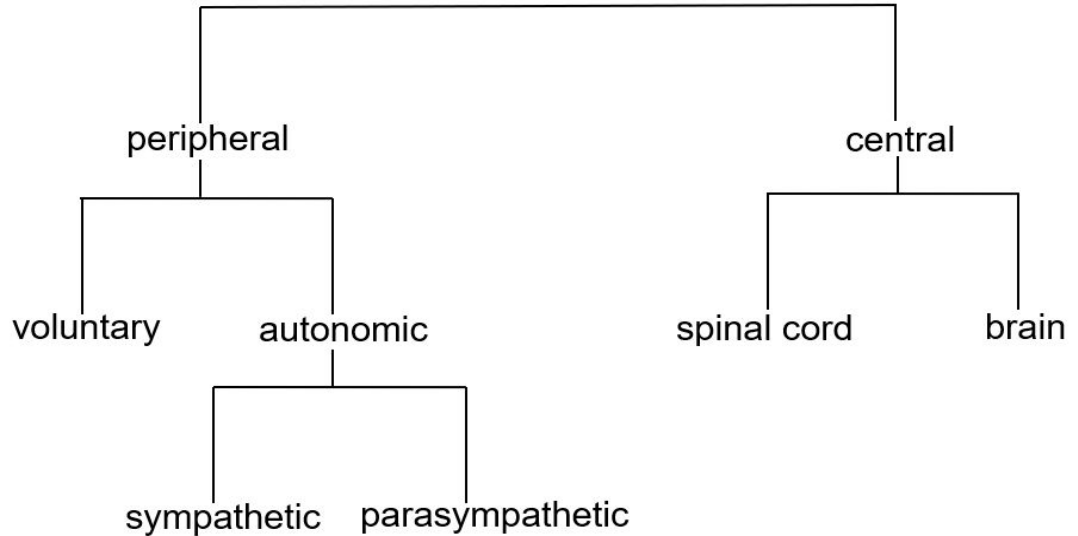 peripheral
central
voluntary
autonomic
spinal cord
brain
sympathetic
parasympathetic